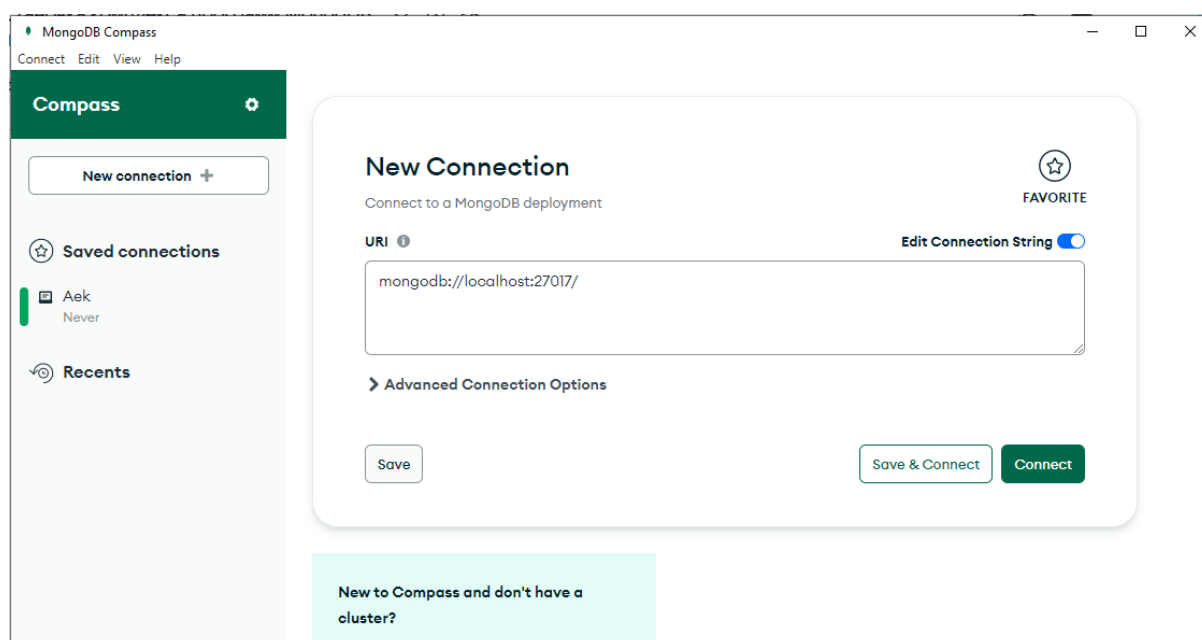 MongoDB Compass
Connect Edit View Help
Compass
New connection
Saved connections
Aek
Never
Recents
New Connection
Connect to a MongoDB deployment
FAVORITE
URI
Edit Connection String
mongodb://localhost:27017/
Advanced Connection Options
Save
Save & Connect
Connect
New to Compass and don't have a
cluster?